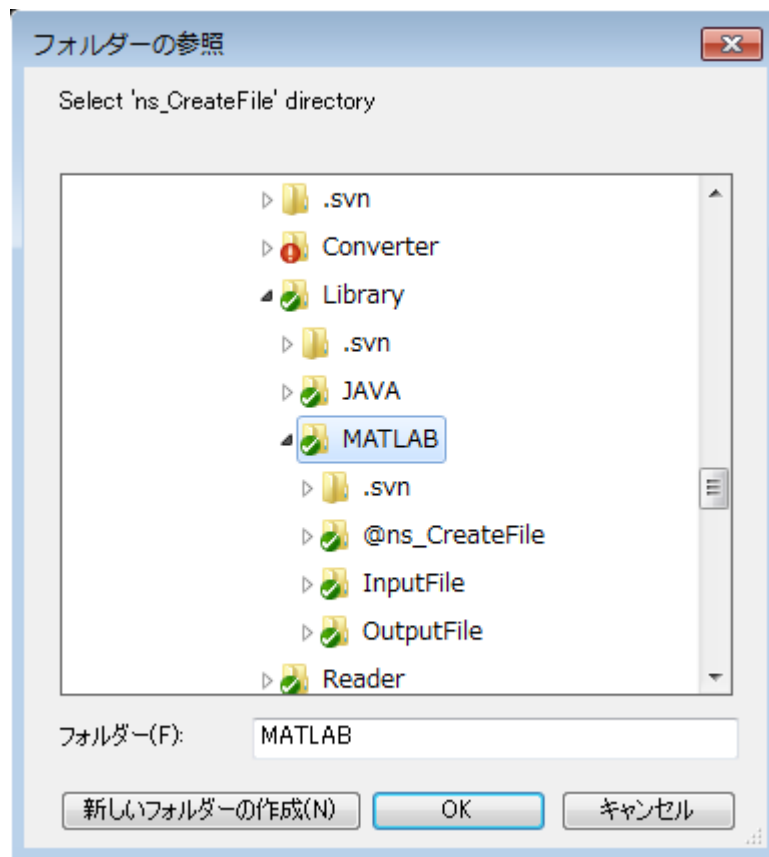 フォルダーの参照
Select 'ns_CreateFile' directory
.svn
Converter
Library
.svn
JAVA
MATLAB
.svn
@ns_CreateFile
InputFile
OutputFile
Reader
フォルダー(F): MATLAB
新しいフォルダーの作成(N) OK キャンセル